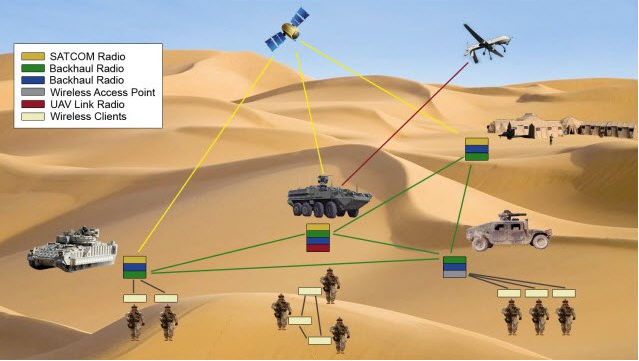 SATCOM Radio
Backhaul Radio
Backhaul Radio
Wireless Access Point
UAV Link Radio
Wireless Clients